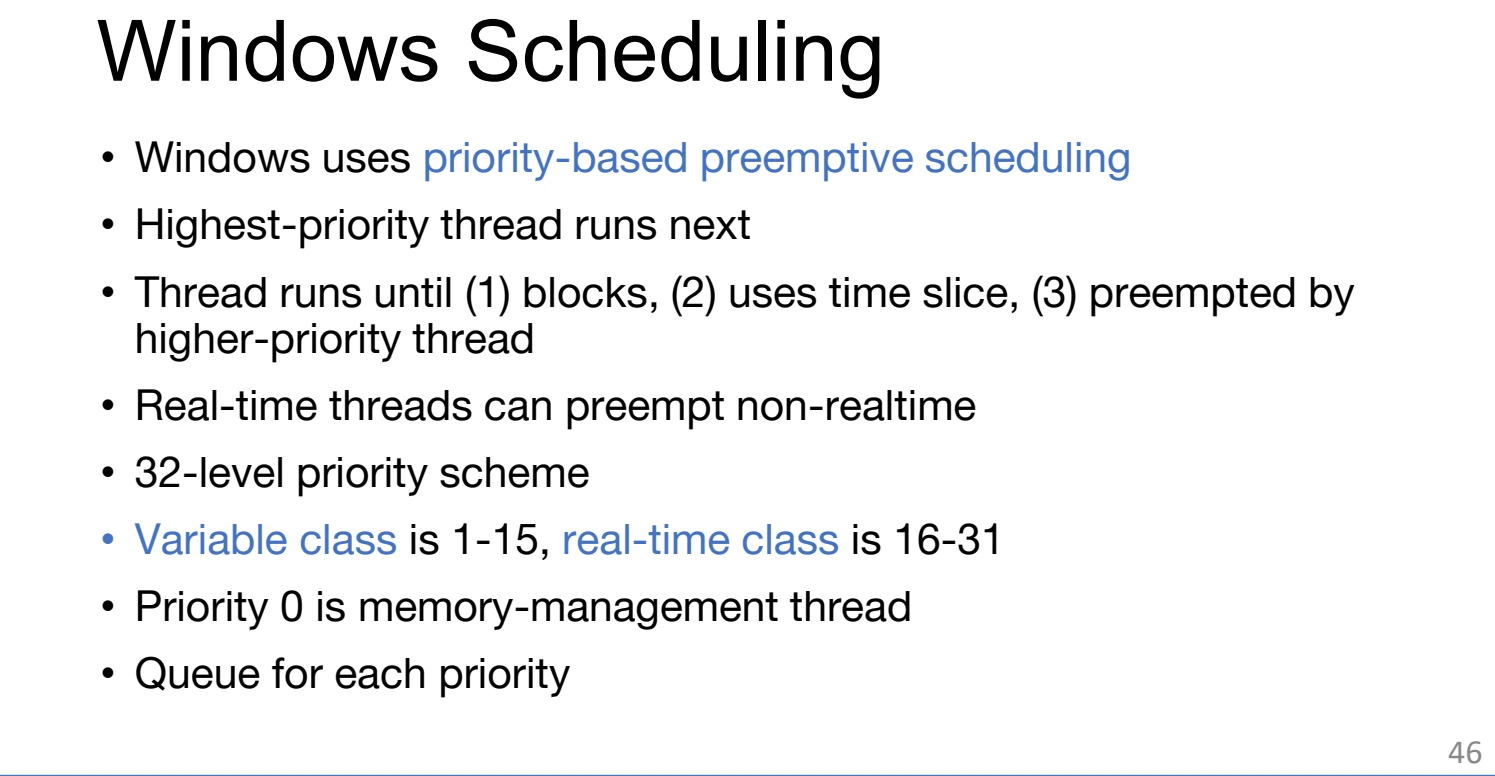 Windows Scheduling
• Windows uses priority-based preemptive scheduling
• Highest-priority thread runs next
• Thread runs until (1) blocks, (2) uses time slice, (3) preempted by
higher-priority thread
• Real-time threads can preempt non-realtime
• 32-level priority scheme
• Variable class is 1-15, real-time class is 16-31
• Priority 0 is memory-management thread
• Queue for each priority
46